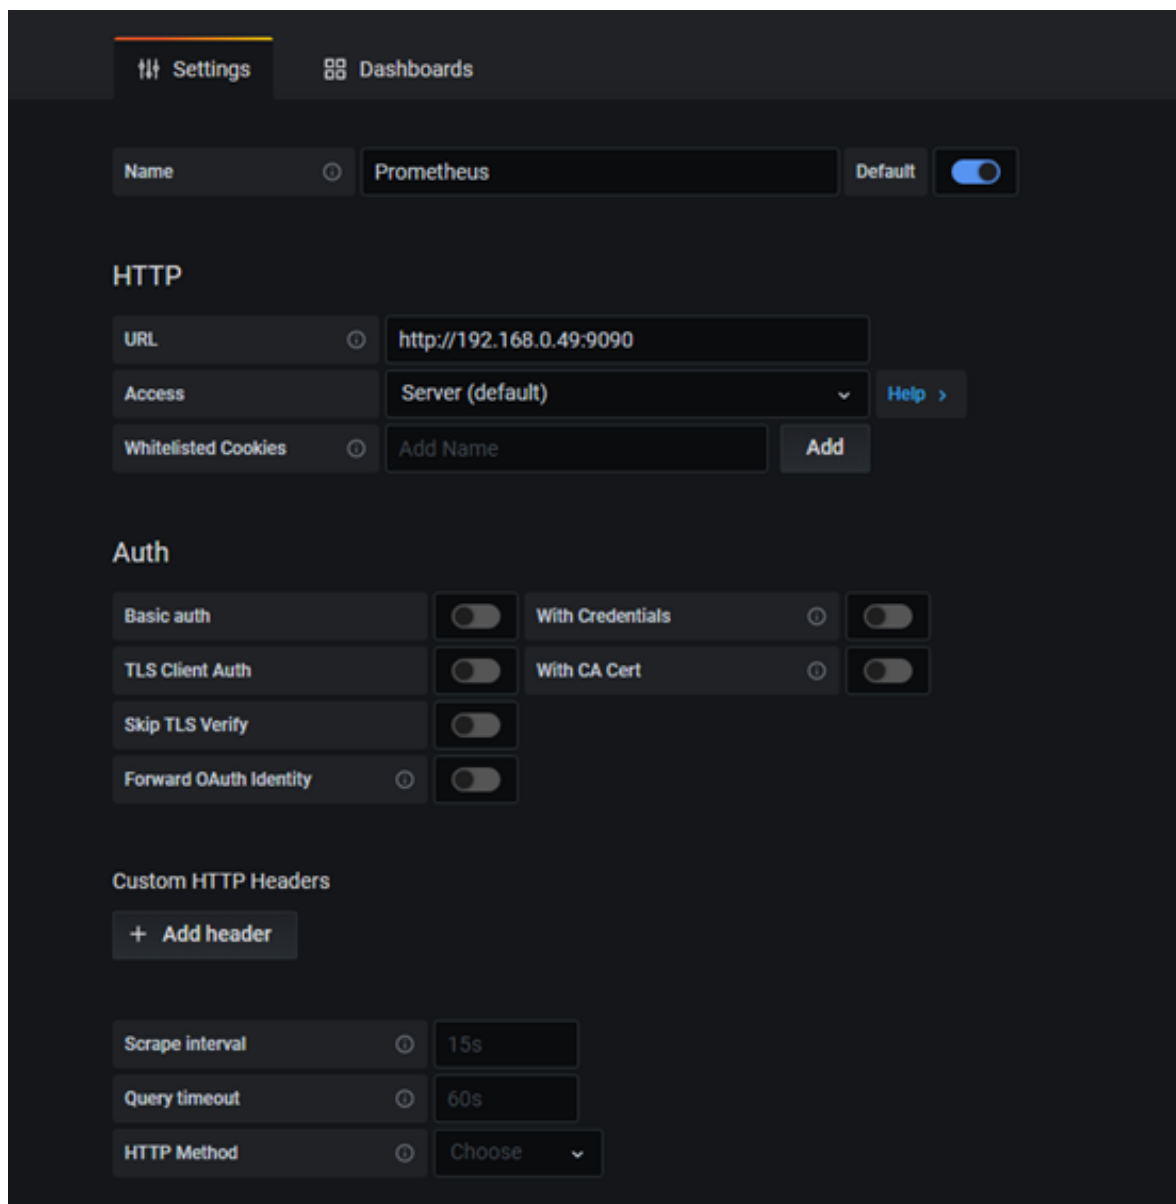 Settings Dashboards
Name Prometheus Default
HTTP
URL http://192.168.0.49:9090
Access Server (default) Help >
Whitelisted Cookies Add Name Add
Auth
Basic auth With Credentials
TLS Client Auth With CA Cert
Skip TLS Verify
Forward OAuth Identity
Custom HTTP Headers
+ Add header
Scrape interval 15s
Query timeout 60s
HTTP Method Choose